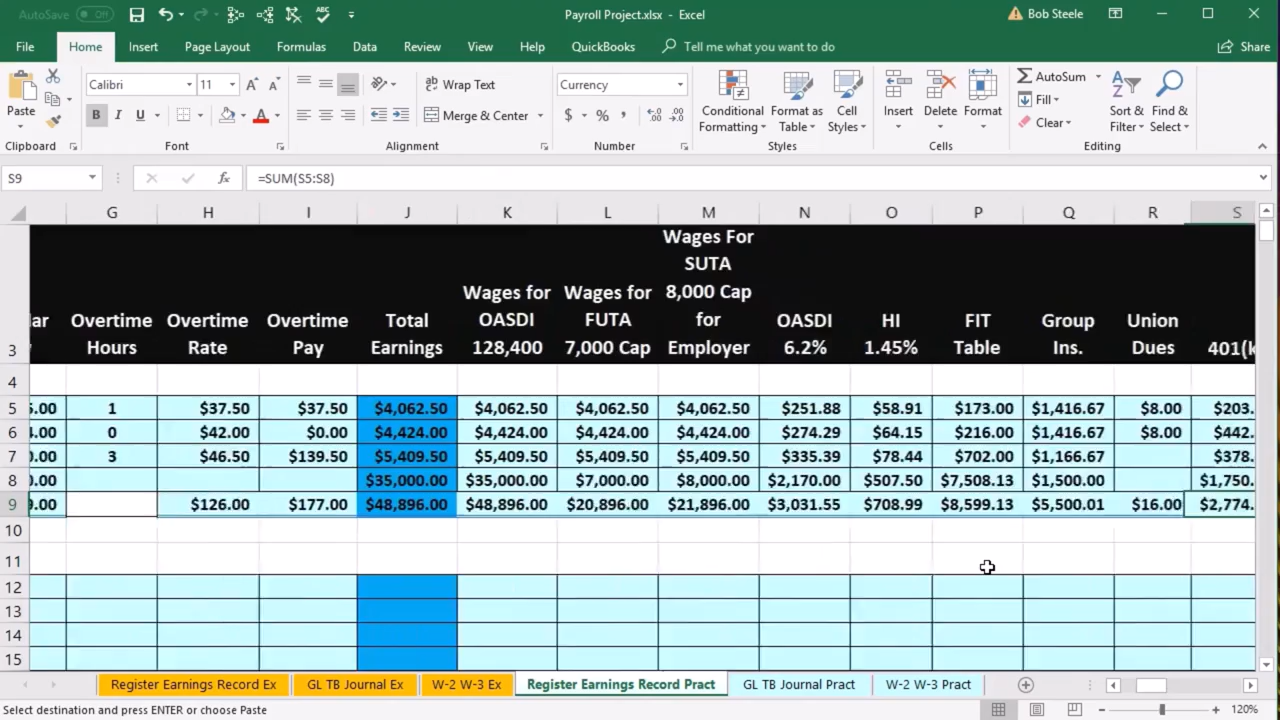 AutoSave Off
Payroll Project.xlsx - Excel
Bob Steele
File Home Insert Page Layout Formulas Data Review View Help QuickBooks Tell me what you want to do Share
Calibri 11
Wrap Text
Currency
AutoSum
Paste
B I U
Merge & Center
$ % ,
Conditional Formatting
Format as Table
Cell Styles
Insert Delete Format
Fill
Clear
Sort & Filter
Find & Select
Clipboard Font Alignment Number Styles Cells Editing
S9 fx =SUM(S5:S8)
G H I J K L M N O P Q R S
3 Overtime Hours Overtime Rate Overtime Pay Total Earnings Wages for OASDI 128,400 Wages for FUTA 7,000 Cap Wages For SUTA 8,000 Cap for Employer OASDI 6.2% HI 1.45% FIT Table Group Ins. Union Dues 401(k
4
5 .00 1 $37.50 $37.50 $4,062.50 $4,062.50 $4,062.50 $4,062.50 $251.88 $58.91 $173.00 $1,416.67 $8.00 $203.
6 .00 0 $42.00 $0.00 $4,424.00 $4,424.00 $4,424.00 $4,424.00 $274.29 $64.15 $216.00 $1,416.67 $8.00 $442.
7 .00 3 $46.50 $139.50 $5,409.50 $5,409.50 $5,409.50 $5,409.50 $335.39 $78.44 $702.00 $1,166.67 $378.
8 .00 $35,000.00 $35,000.00 $7,000.00 $8,000.00 $2,170.00 $507.50 $7,508.13 $1,500.00 $1,750.
9 .00 $126.00 $177.00 $48,896.00 $48,896.00 $20,896.00 $21,896.00 $3,031.55 $708.99 $8,599.13 $5,500.01 $16.00 $2,774.
10
11
12
13
14
15
Register Earnings Record Ex GL TB Journal Ex W-2 W-3 Ex Register Earnings Record Pract GL TB Journal Pract W-2 W-3 Pract
Select destination and press ENTER or choose Paste
120%